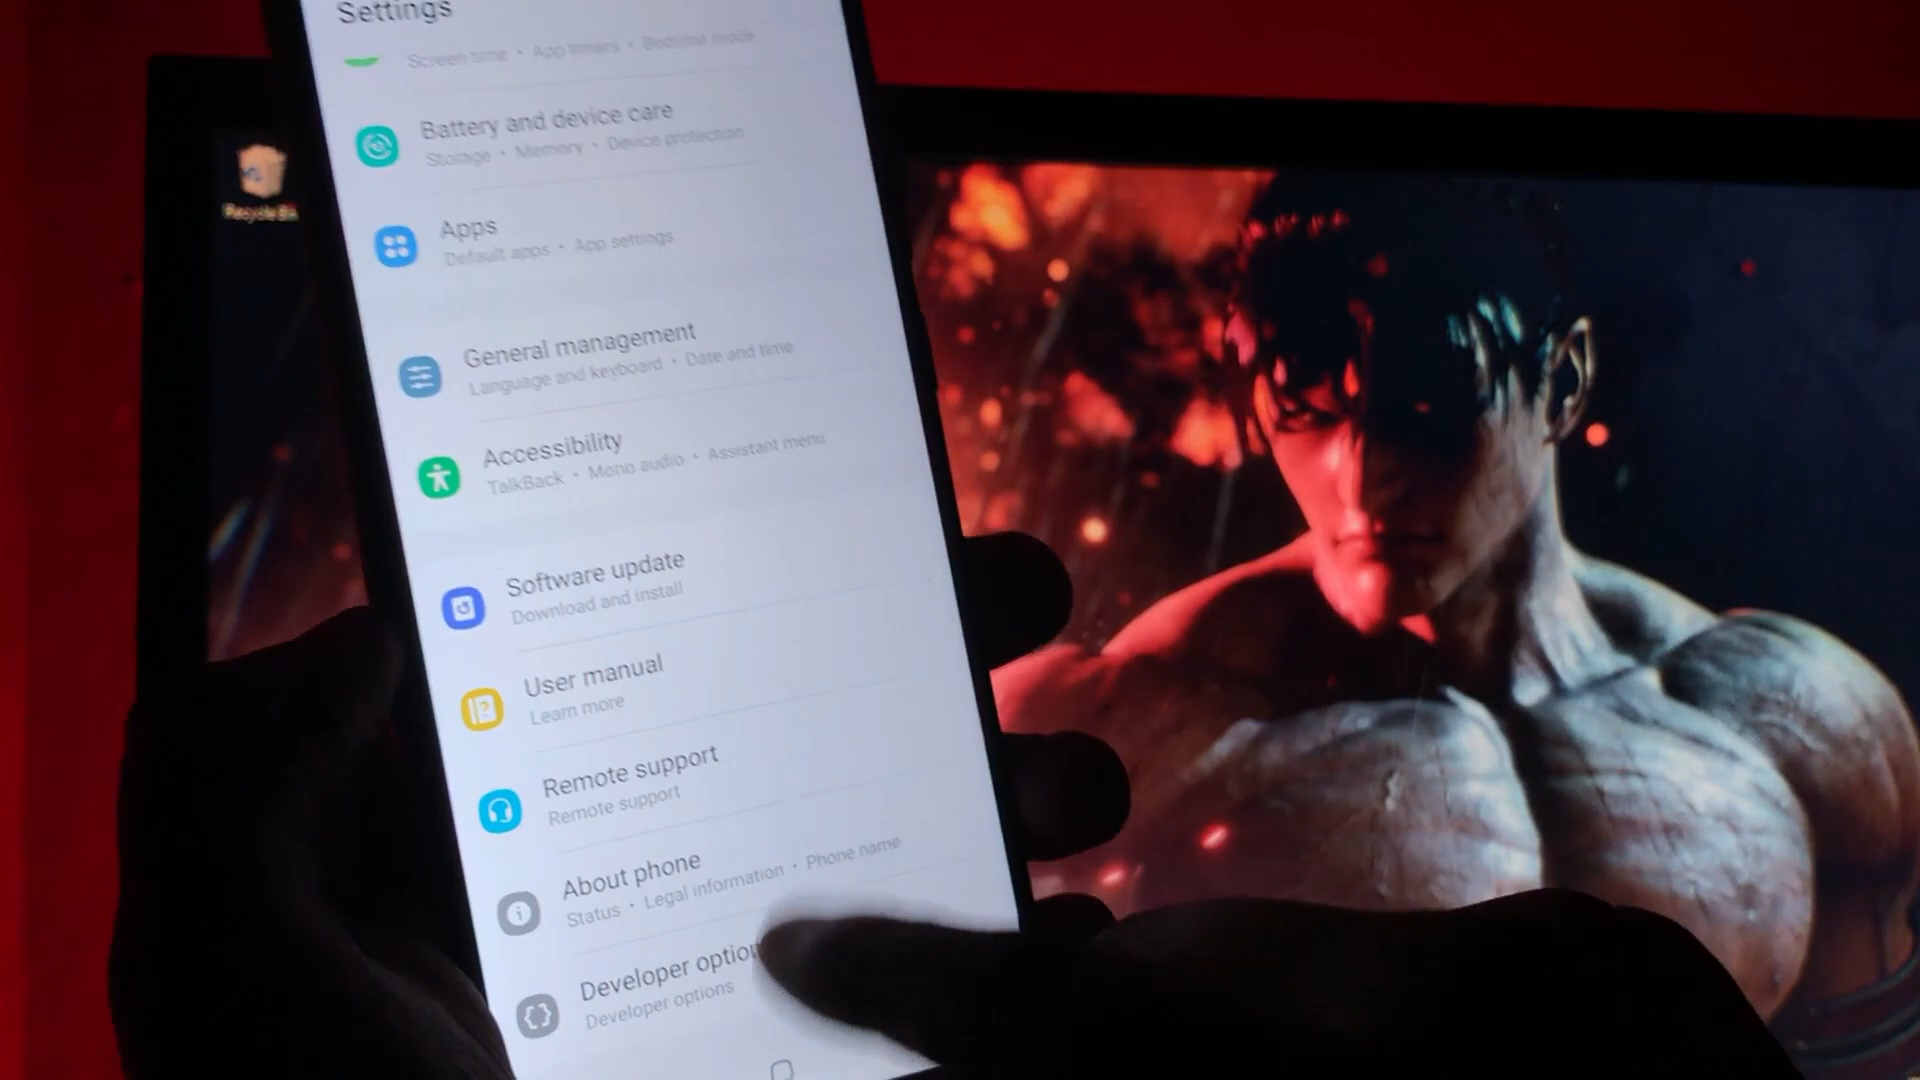 Settings
Screen time • App timers • Bedtime mode
Battery and device care
Storage • Memory • Device protection
Apps
Default apps • App settings
General management
Language and keyboard • Date and time
Accessibility
TalkBack • Mono audio • Assistant menu
Software update
Download and install
User manual
Learn more
Remote support
Remote support
About phone
Status • Legal information • Phone name
Developer option
Developer options
Recycle Bin